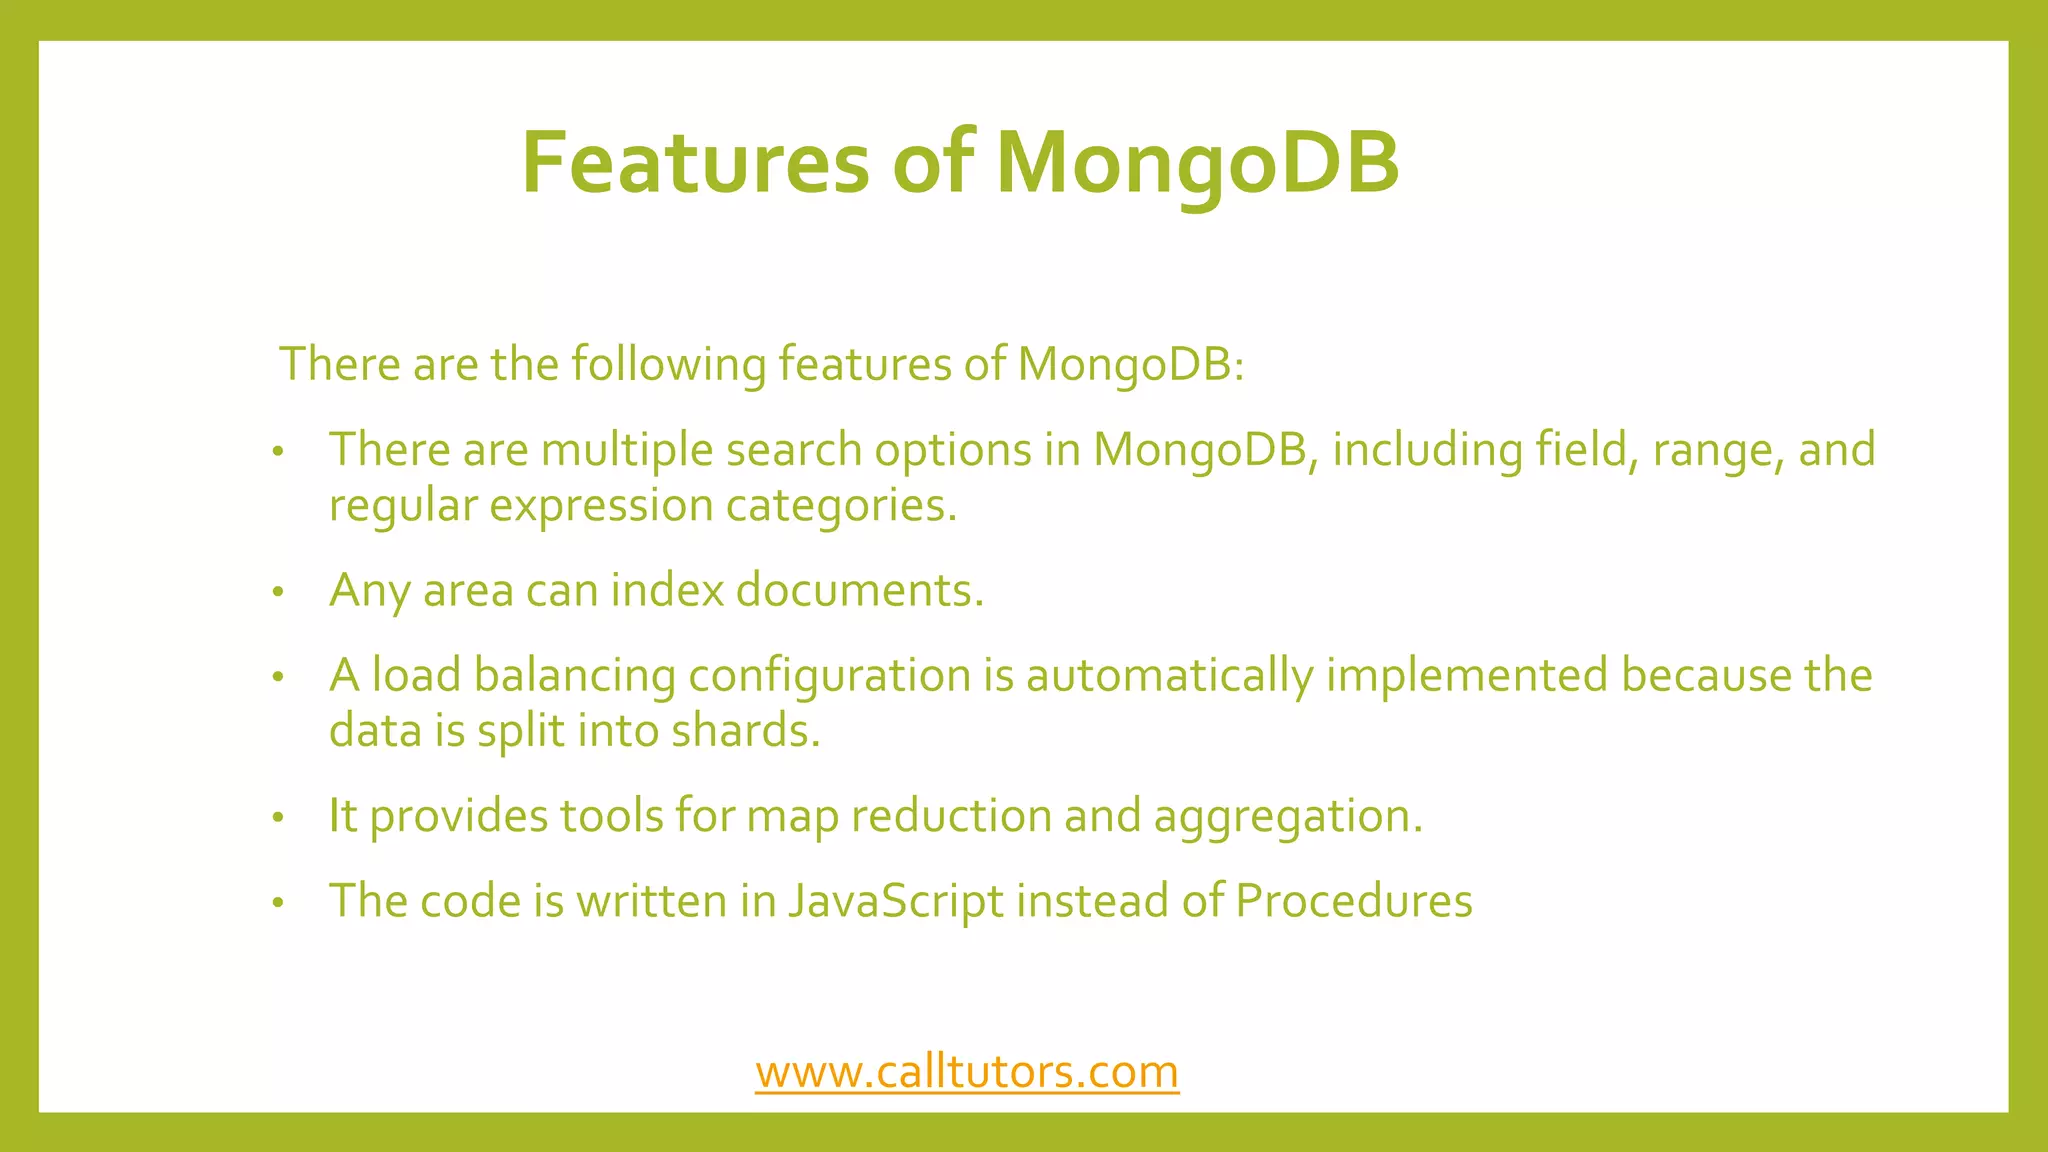 Features of MongoDB
There are the following features of MongoDB:
• There are multiple search options in MongoDB, including field, range, and
regular expression categories.
• Any area can index documents.
• A load balancing configuration is automatically implemented because the
data is split into shards.
• It provides tools for map reduction and aggregation.
• The code is written in JavaScript instead of Procedures
www.calltutors.com